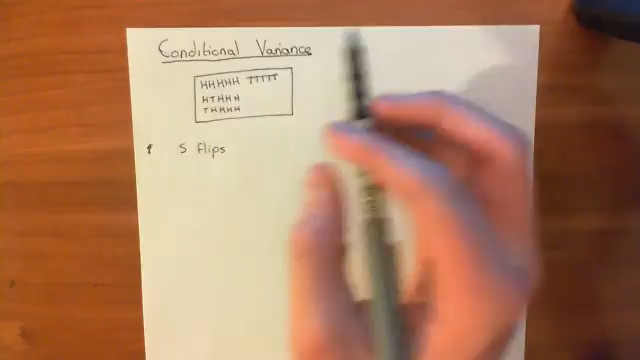 Conditional Variance
HHHHH TTTTT
HTHHH
THHHH
5 flips